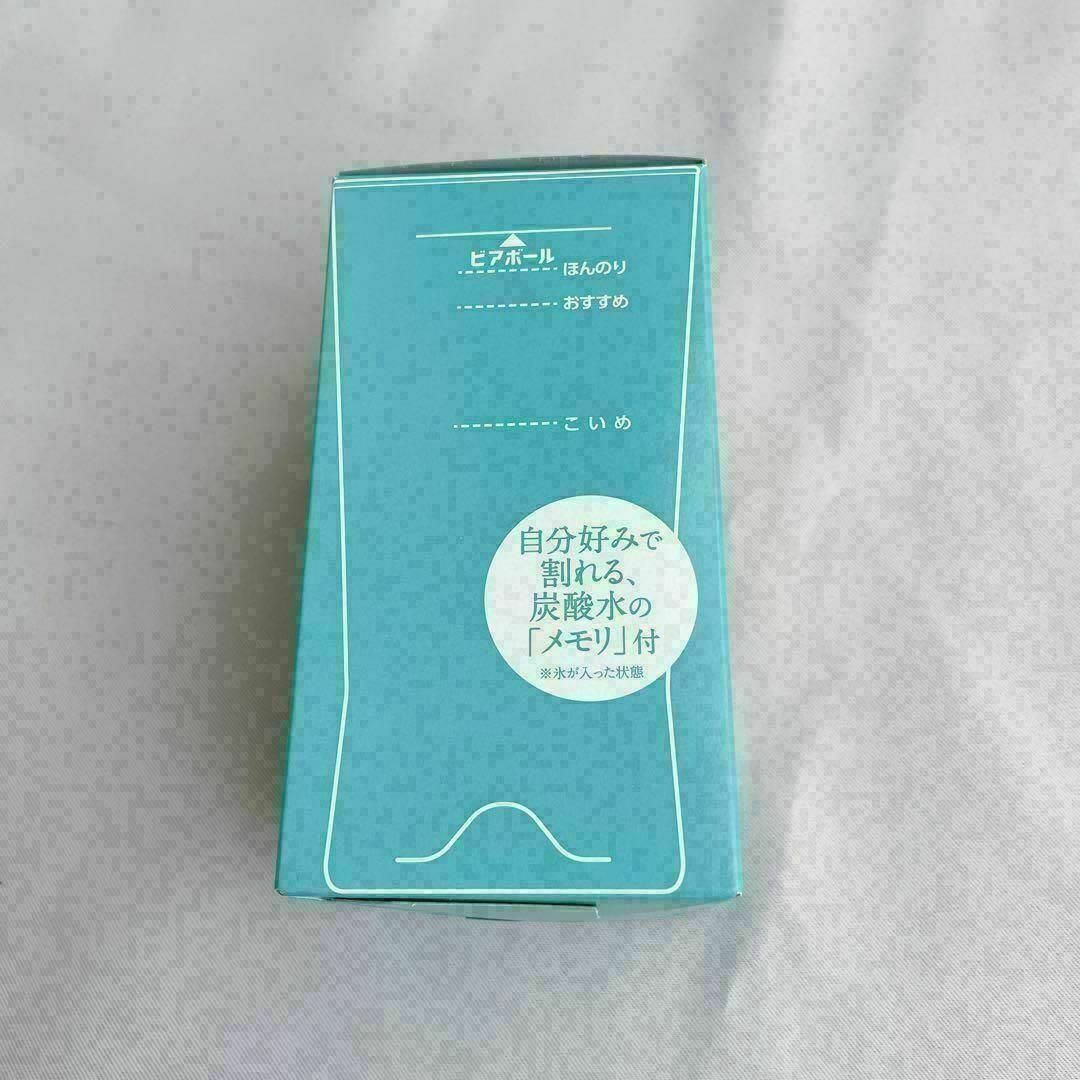 ビアボール
ほんのり
おすすめ
こいめ
自分好みで
割れる、
炭酸水の
「メモリ」付
※氷が入った状態